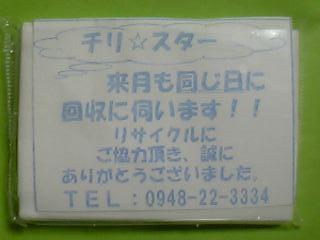 チリ☆スター
来月も同じ日に
回収に伺います！！
リサイクルに
ご協力頂き、誠に
ありがとうございました。
ＴＥＬ：0948-22-3334